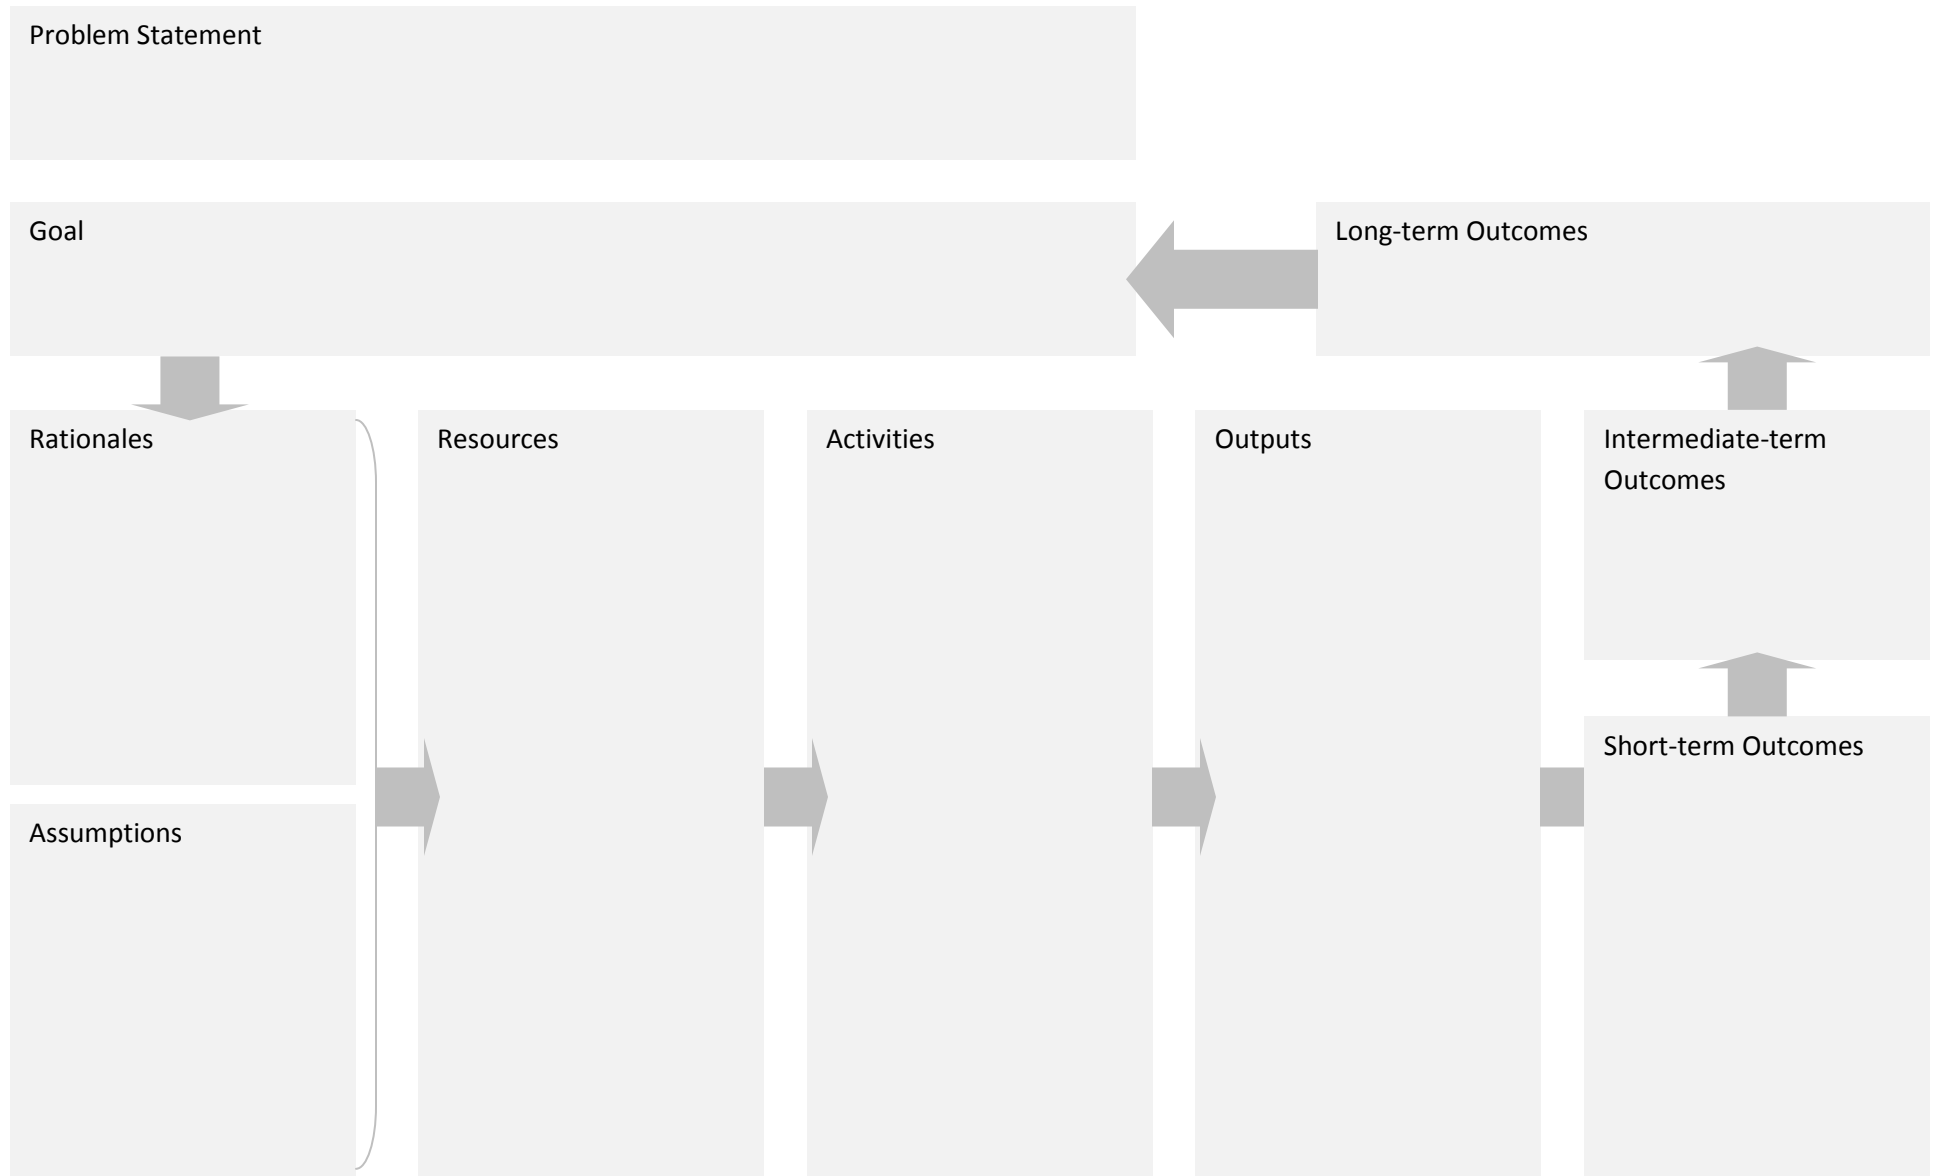 Problem Statement
Goal
Long-term Outcomes
Rationales
Resources
Activities
Outputs
Intermediate-term
Outcomes
Short-term Outcomes
Assumptions